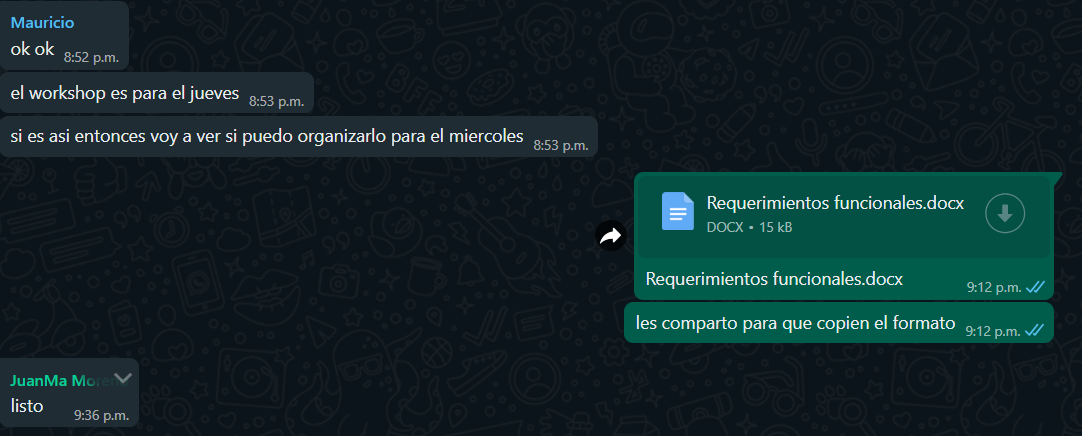 Mauricio
ok ok 8:52 p.m.
el workshop es para el jueves 8:53 p.m.
si es asi entonces voy a ver si puedo organizarlo para el miercoles 8:53 p.m.
Requerimientos funcionales.docx
DOCX • 15 kB
Requerimientos funcionales.docx 9:12 p.m.
les comparto para que copien el formato 9:12 p.m.
JuanMa
listo 9:36 p.m.